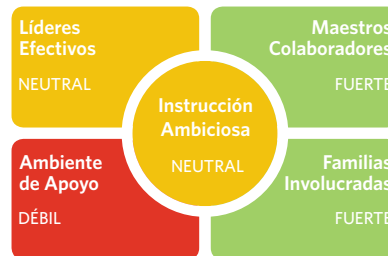 Líderes
Efectivos
NEUTRAL
Maestros
Colaboradores
FUERTE
Instrucción
Ambiciosa
NEUTRAL
Ambiente
de Apoyo
DÉBIL
Familias
Involucradas
FUERTE